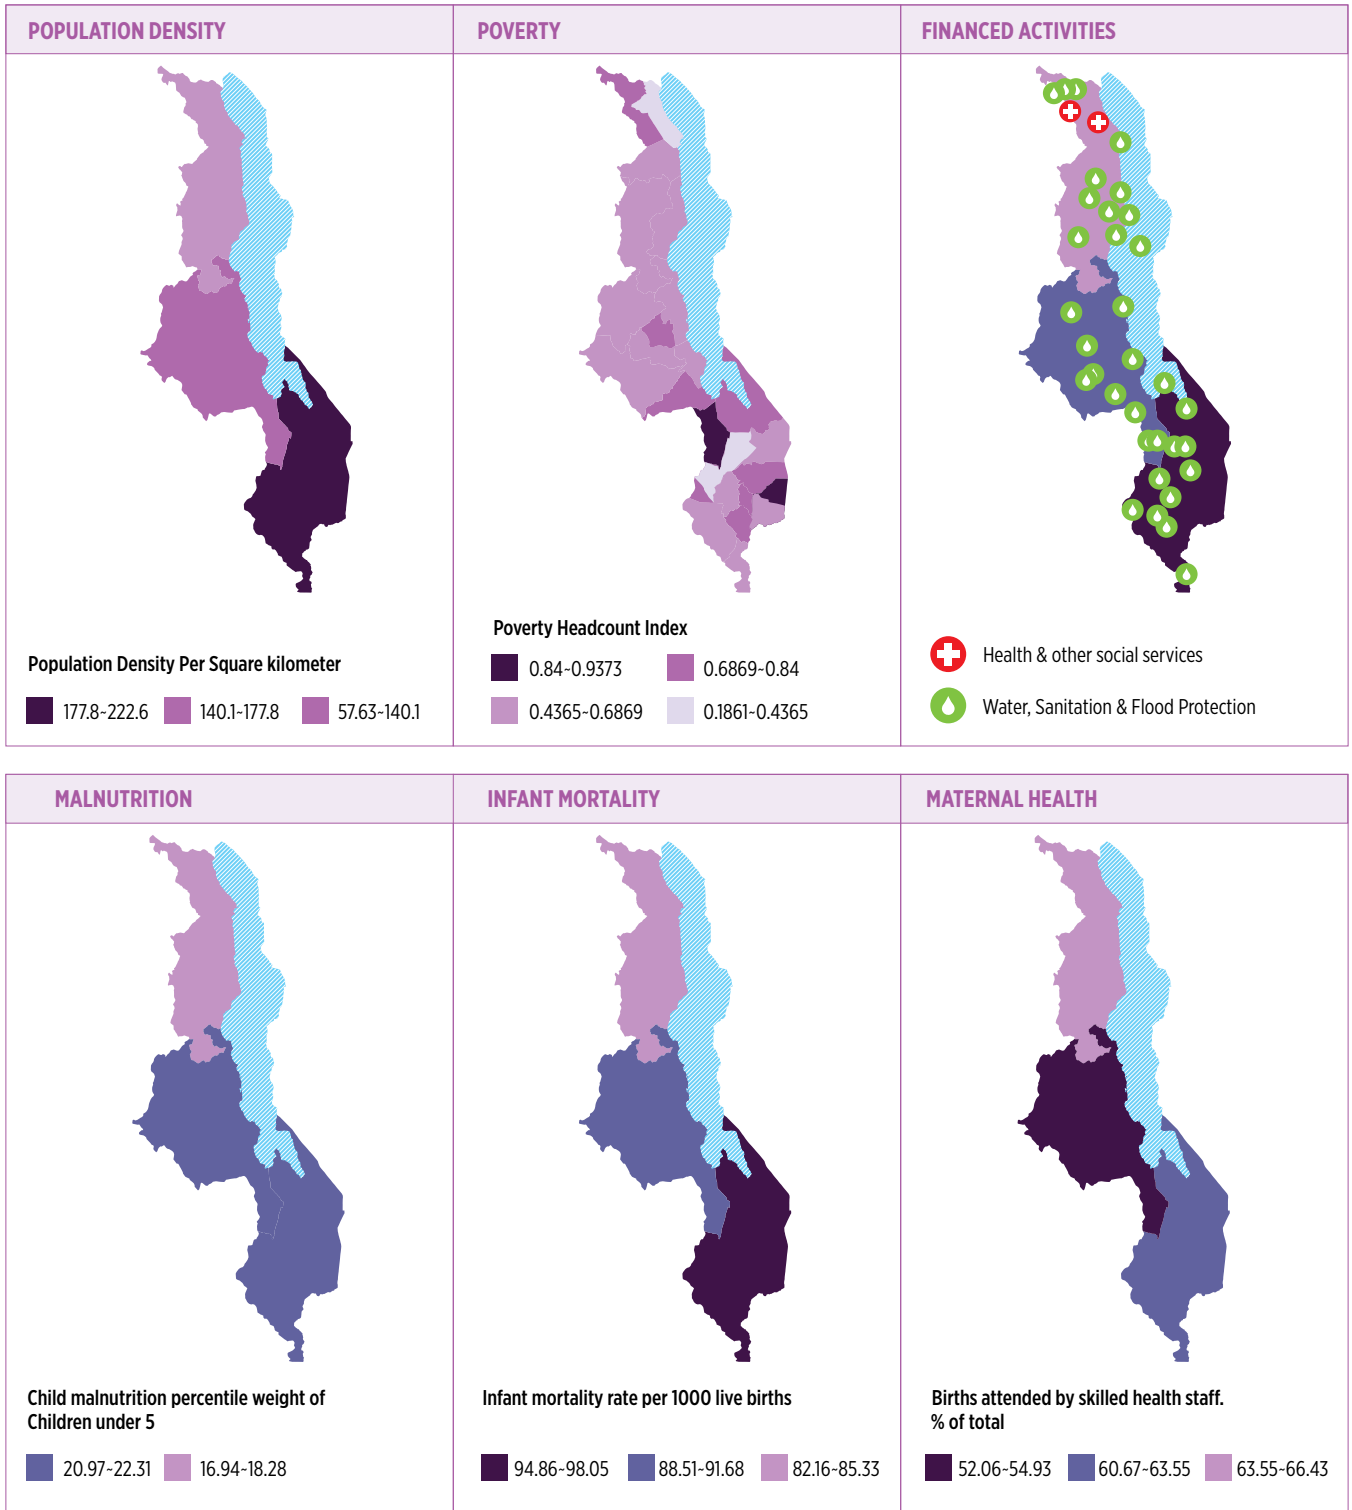 POPULATION DENSITY
POVERTY
FINANCED ACTIVITIES
Population Density Per Square kilometer
177.8~222.6
140.1~177.8
57.63~140.1
Poverty Headcount Index
0.84~0.9373
0.6869~0.84
0.4365~0.6869
0.1861~0.4365
Health & other social services
Water, Sanitation & Flood Protection
MALNUTRITION
INFANT MORTALITY
MATERNAL HEALTH
Child malnutrition percentile weight of
Children under 5
20.97~22.31
16.94~18.28
Infant mortality rate per 1000 live births
94.86~98.05
88.51~91.68
82.16~85.33
Births attended by skilled health staff.
% of total
52.06~54.93
60.67~63.55
63.55~66.43